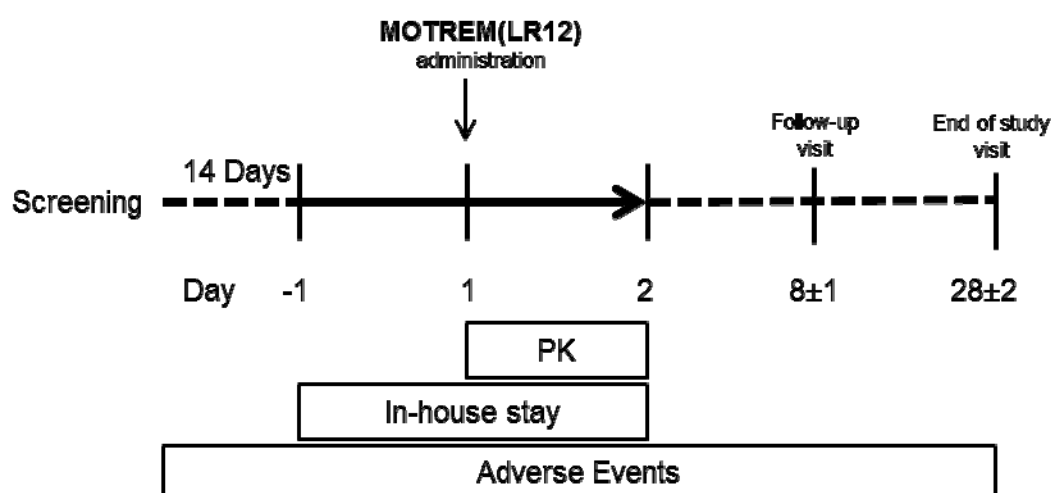 MOTREM(LR12)
administration
Follow-up
visit
End of study
visit
14 Days
Screening
Day -1 1 2 8±1 28±2
PK
In-house stay
Adverse Events